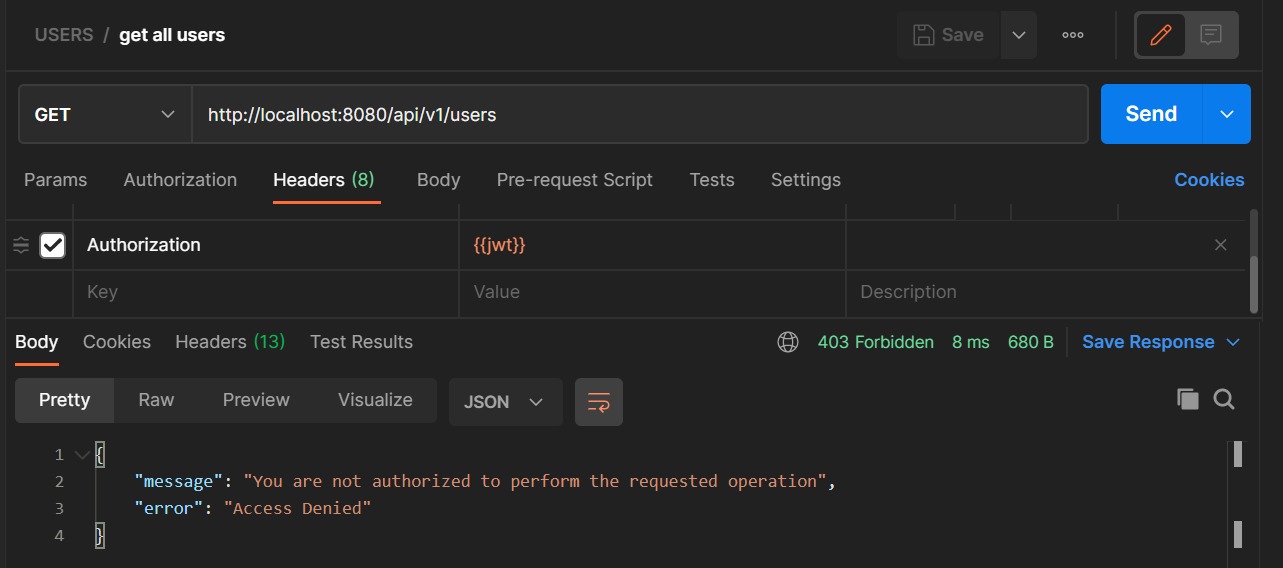 USERS / get all users
Save
GET
http://localhost:8080/api/v1/users
Send
Params Authorization Headers (8) Body Pre-request Script Tests Settings Cookies
Authorization {{jwt}}
Key Value Description
Body Cookies Headers (13) Test Results 403 Forbidden 8 ms 680 B Save Response
Pretty Raw Preview Visualize JSON
1 {
2 "message": "You are not authorized to perform the requested operation",
3 "error": "Access Denied"
4 }